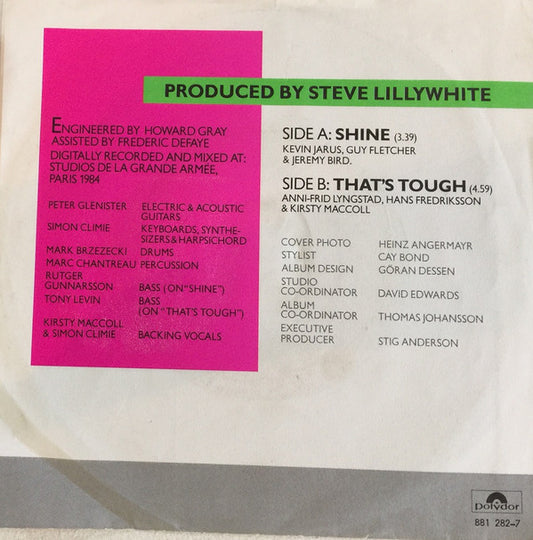 PRODUCED BY STEVE LILLYWHITE
ENGINEERED BY HOWARD GRAY
ASSISTED BY FREDERIC DEFAYE
DIGITALLY RECORDED AND MIXED AT:
STUDIOS DE LA GRANDE ARMÉE,
PARIS 1984
PETER GLENISTER ELECTRIC & ACOUSTIC
GUITARS
SIMON CLIMIE KEYBOARDS, SYNTHE-
SIZERS & HARPSICHORD
MARK BRZEZECKI DRUMS
MARC CHANTREAU PERCUSSION
RUTGER
GUNNARSSON BASS (ON “SHINE”)
TONY LEVIN BASS
(ON “THAT'S TOUGH”)
KIRSTY MACCOLL
& SIMON CLIMIE BACKING VOCALS
SIDE A: SHINE (3.39)
KEVIN JARUS, GUY FLETCHER
& JEREMY BIRD.
SIDE B: THAT'S TOUGH (4.59)
ANNI-FRID LYNGSTAD, HANS FREDRIKSSON
& KIRSTY MACCOLL
COVER PHOTO HEINZ ANGERMAYR
STYLIST CAY BOND
ALBUM DESIGN GÖRAN DESSEN
STUDIO
CO-ORDINATOR DAVID EDWARDS
ALBUM
CO-ORDINATOR THOMAS JOHANSSON
EXECUTIVE
PRODUCER STIG ANDERSON
polydor
881 282-7